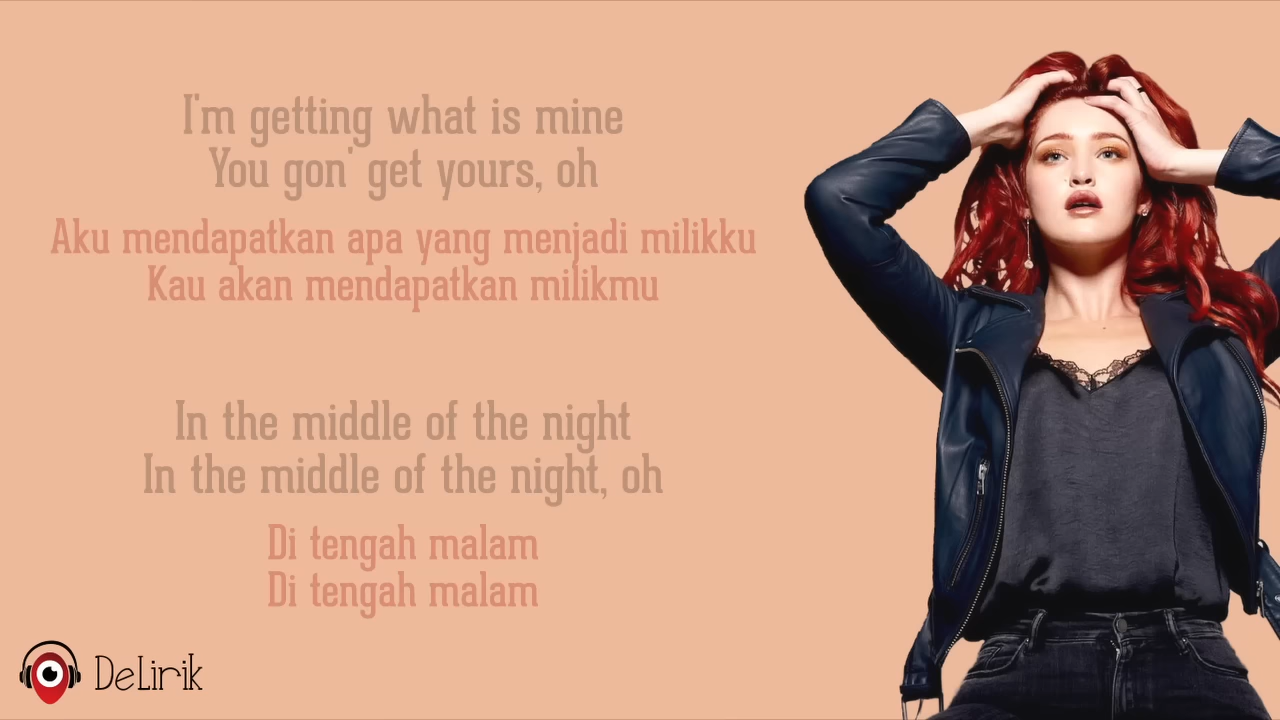 I'm getting what is mine
You gon' get yours, oh
Aku mendapatkan apa yang menjadi milikku
Kau akan mendapatkan milikmu
In the middle of the night
In the middle of the night, oh
Di tengah malam
Di tengah malam
DeLirik